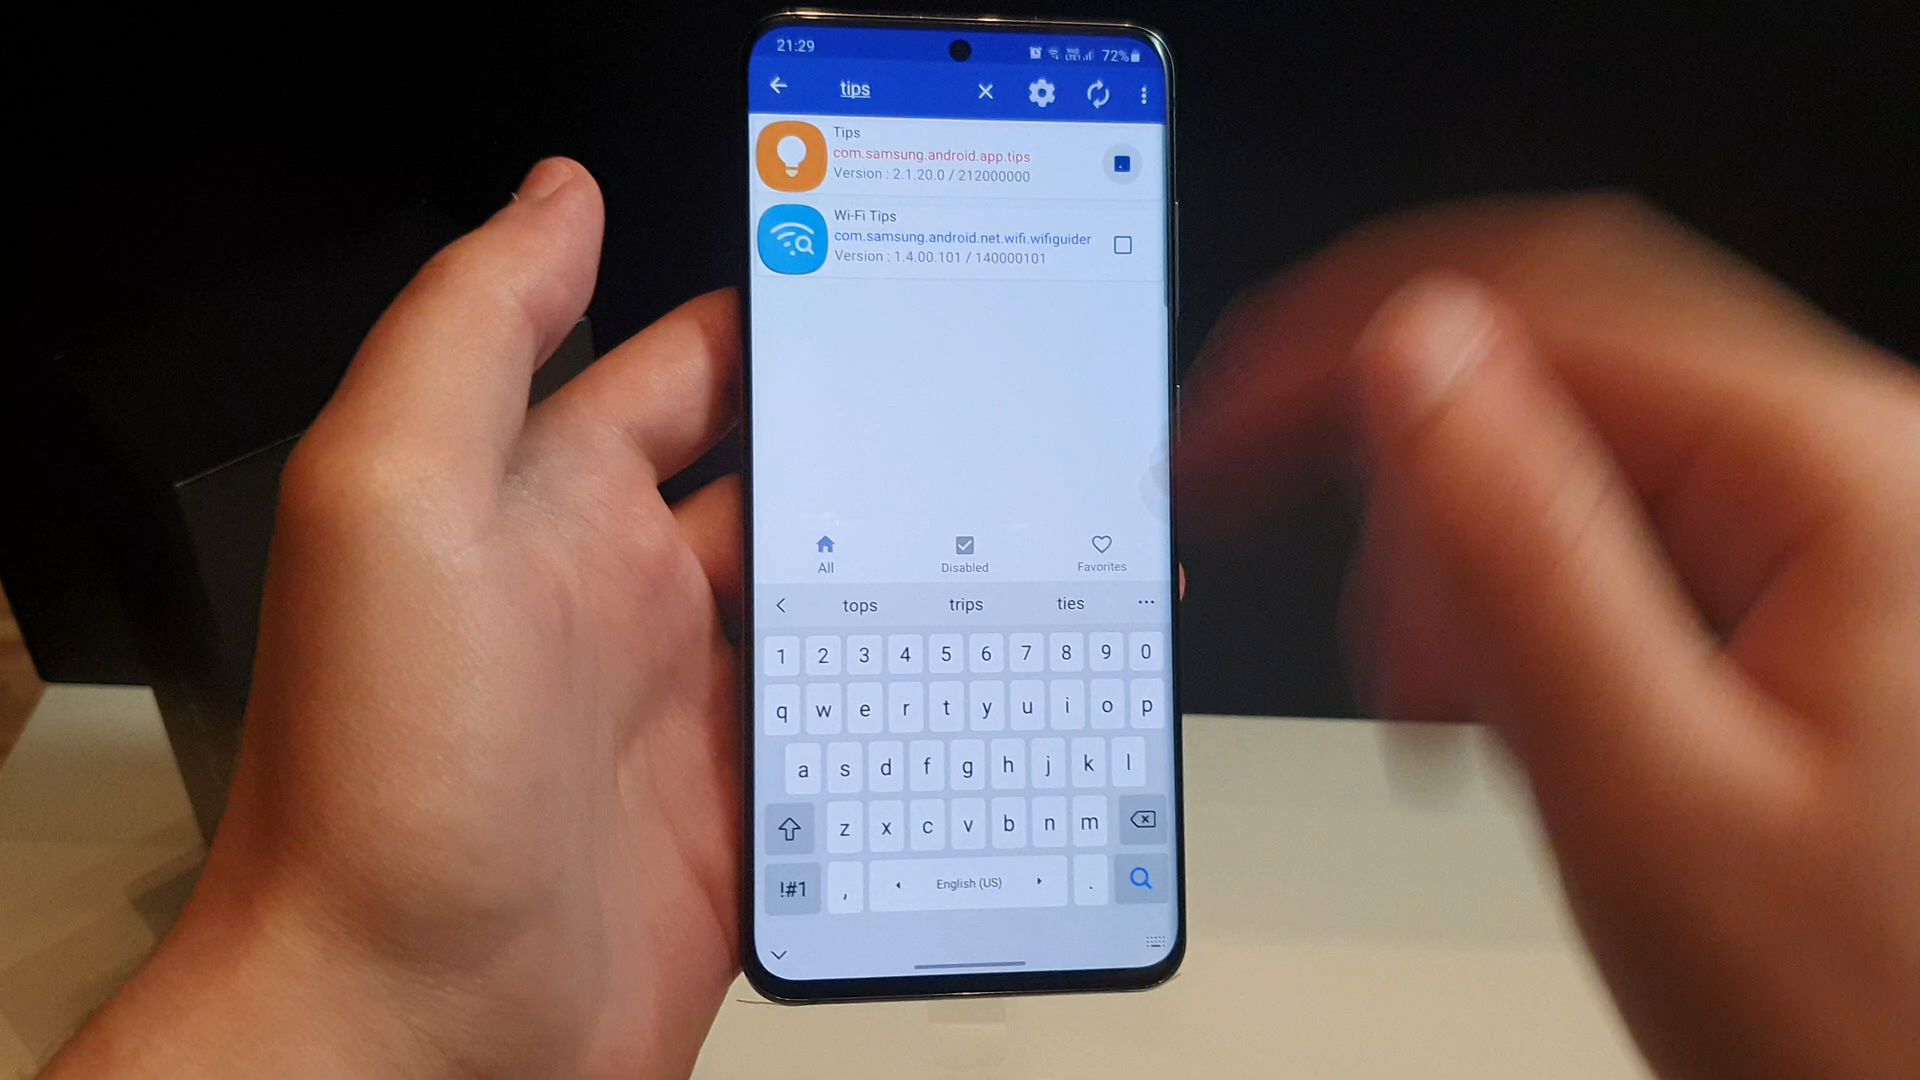 21:29
72%
tips
Tips
com.samsung.android.app.tips
Version : 2.1.20.0 / 212000000
Wi-Fi Tips
com.samsung.android.net.wifi.wifiguider
Version : 1.4.00.101 / 140000101
All Disabled Favorites
tops trips ties
1 2 3 4 5 6 7 8 9 0
q w e r t y u i o p
a s d f g h j k l
z x c v b n m
!#1 , English (US) .